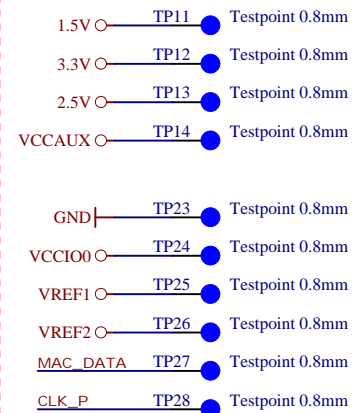 1.5V TP11 Testpoint 0.8mm
3.3V TP12 Testpoint 0.8mm
2.5V TP13 Testpoint 0.8mm
VCCAUX TP14 Testpoint 0.8mm
GND TP23 Testpoint 0.8mm
VCCIO0 TP24 Testpoint 0.8mm
VREF1 TP25 Testpoint 0.8mm
VREF2 TP26 Testpoint 0.8mm
MAC_DATA TP27 Testpoint 0.8mm
CLK_P TP28 Testpoint 0.8mm